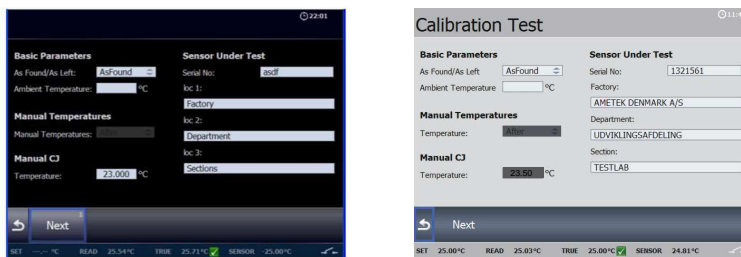 22:01
Basic Parameters
As Found/As Left: AsFound
Ambient Temperature: °C
Manual Temperatures
Manual Temperatures: After
Manual CJ
Temperature: 23.000 °C
Sensor Under Test
Serial No: asdf
loc 1:
Factory
loc 2:
Department
loc 3:
Sections
Next
SET --.-- °C READ 25.54°C TRUE 25.71°C SENSOR -25.00°C
Calibration Test
Basic Parameters
As Found/As Left AsFound
Ambient Temperature °C
Manual Temperatures
Temperature: After
Manual CJ
Temperature: 23.50 °C
Sensor Under Test
Serial No: 1321561
Factory:
AMETEK DENMARK A/S
Department:
UDVIKLINGSAFDELING
Section:
TESTLAB
Next
SET 25.00°C READ 25.03°C TRUE 25.00°C SENSOR 24.81°C